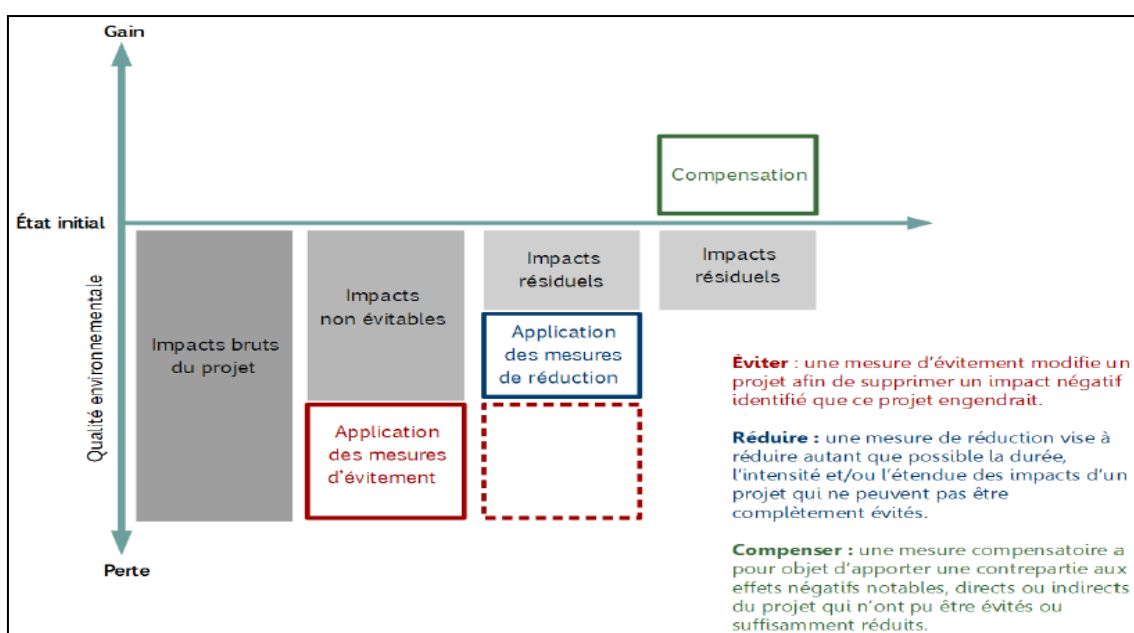 Gain
Compensation
État initial
Qualité environnementale
Impacts bruts
du projet
Impacts
non évitables
Impacts
résiduels
Impacts
résiduels
Application
des mesures
de réduction
Application
des mesures
d'évitement
Perte
Éviter : une mesure d'évitement modifie un
projet afin de supprimer un impact négatif
identifié que ce projet engendrait.
Réduire : une mesure de réduction vise à
réduire autant que possible la durée,
l'intensité et/ou l'étendue des impacts d'un
projet qui ne peuvent pas être
complètement évités.
Compenser : une mesure compensatoire a
pour objet d'apporter une contrepartie aux
effets négatifs notables, directs ou indirects
du projet qui n'ont pu être évités ou
suffisamment réduits.